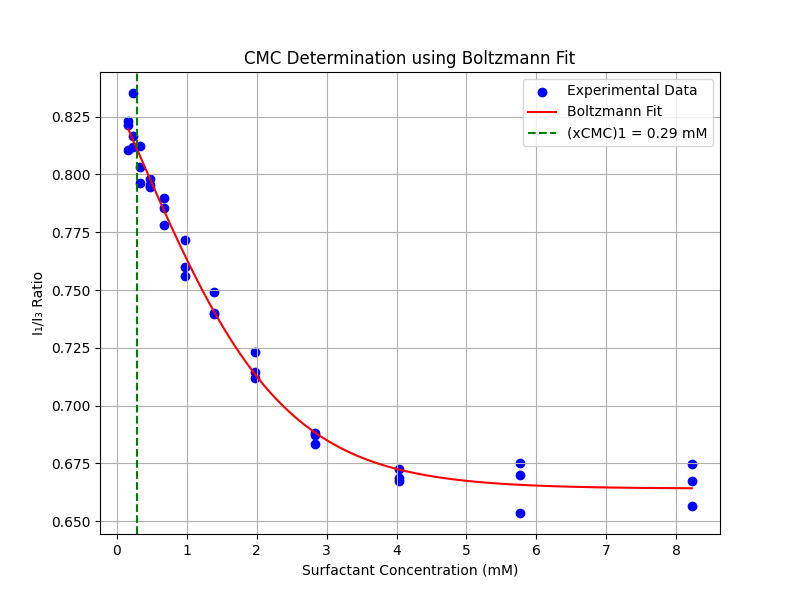 CMC Determination using Boltzmann Fit
Experimental Data
Boltzmann Fit
(xCMC)1 = 0.29 mM
I₁/I₃ Ratio
0.825
0.800
0.775
0.750
0.725
0.700
0.675
0.650
0 1 2 3 4 5 6 7 8
Surfactant Concentration (mM)